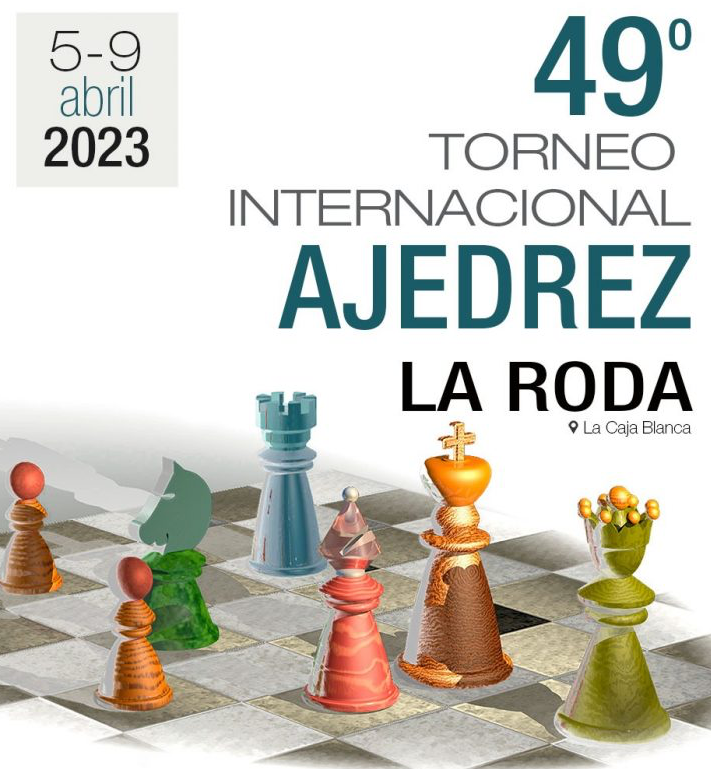 5-9
abril
2023
49º
TORNEO
INTERNACIONAL
AJEDREZ
LA RODA
La Caja Blanca